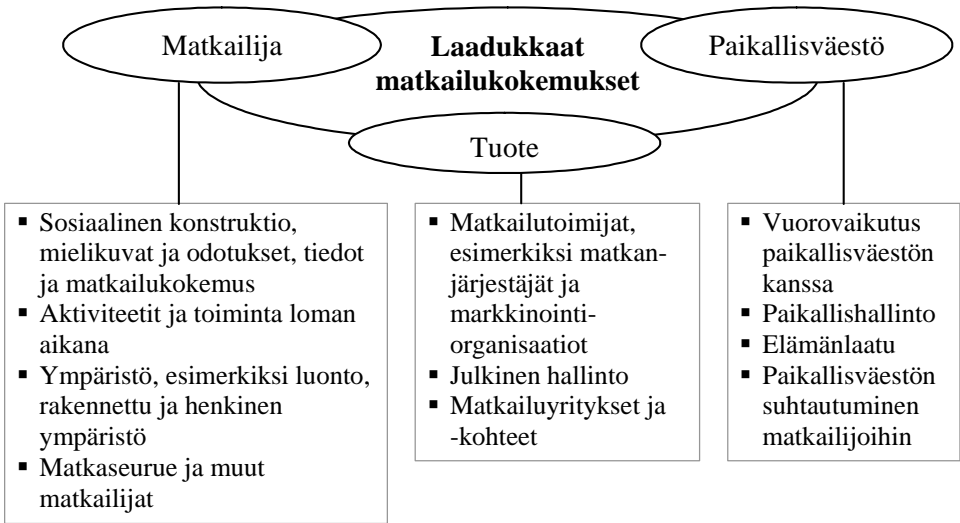 Matkailija
Laadukkaat
matkailukokemukset
Paikallisväestö
Tuote
▪ Sosiaalinen konstruktio,
mielikuvat ja odotukset, tiedot
ja matkailukokemus
▪ Aktiviteetit ja toiminta loman
aikana
▪ Ympäristö, esimerkiksi luonto,
rakennettu ja henkinen
ympäristö
▪ Matkaseurue ja muut
matkailijat
▪ Matkailutoimijat,
esimerkiksi matkan-
järjestäjät ja
markkinointi-
organisaatiot
▪ Julkinen hallinto
▪ Matkailuyritykset ja
-kohteet
▪ Vuorovaikutus
paikallisväestön
kanssa
▪ Paikallishallinto
▪ Elämänlaatu
▪ Paikallisväestön
suhtautuminen
matkailijoihin